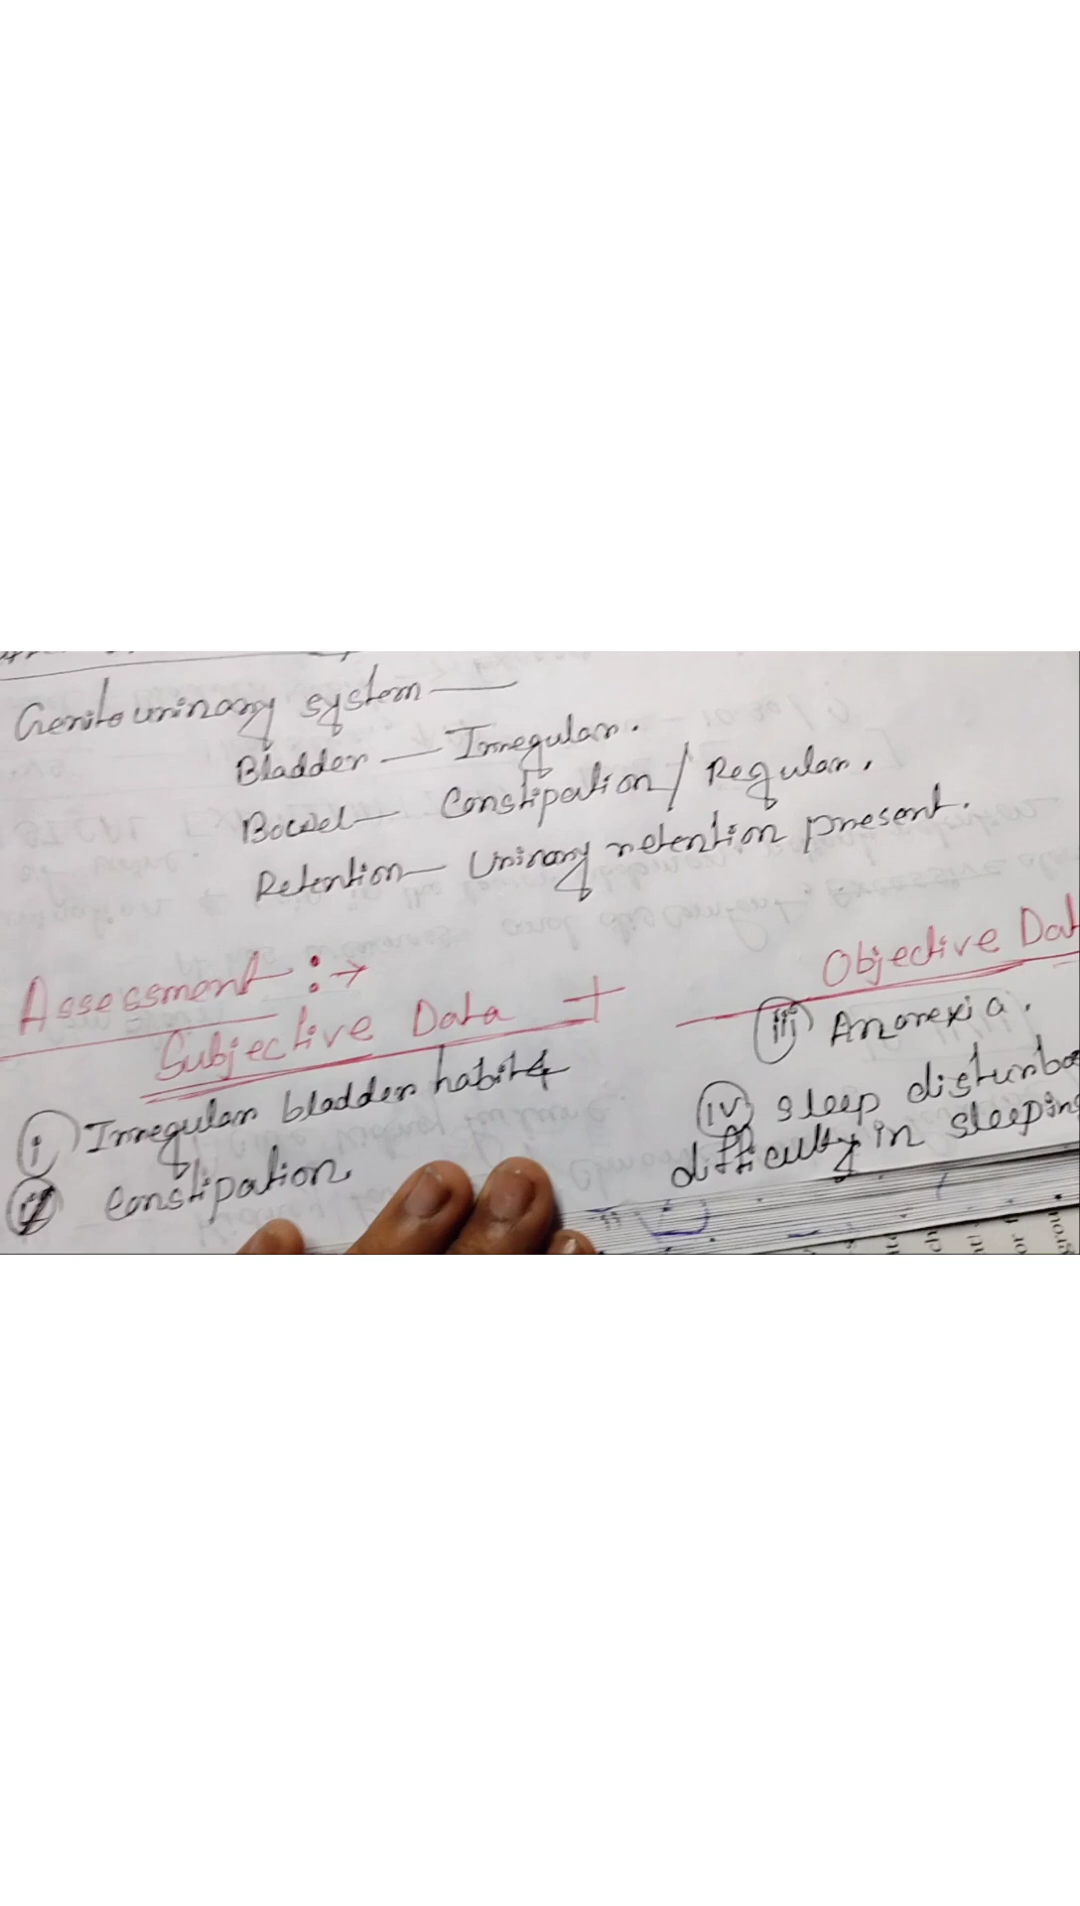 Genitourinary system —
Bladder — Irregular.
Bowel — Constipation / Regular.
Retention — Urinary retention present.
Assessment :→
Subjective Data +
Objective Dat
(i) Irregular bladder habit
(ii) Constipation
(iii) Anorexia.
(iv) sleep disturba
difficulty in sleeping